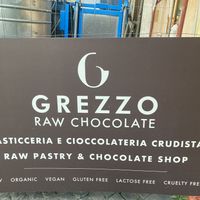 G
GREZZO
RAW CHOCOLATE
ASTICCERIA E CIOCCOLATERIA CRUDISTA
RAW PASTRY & CHOCOLATE SHOP
W ORGANIC VEGAN GLUTEN FREE LACTOSE FREE CRUELTY FREE